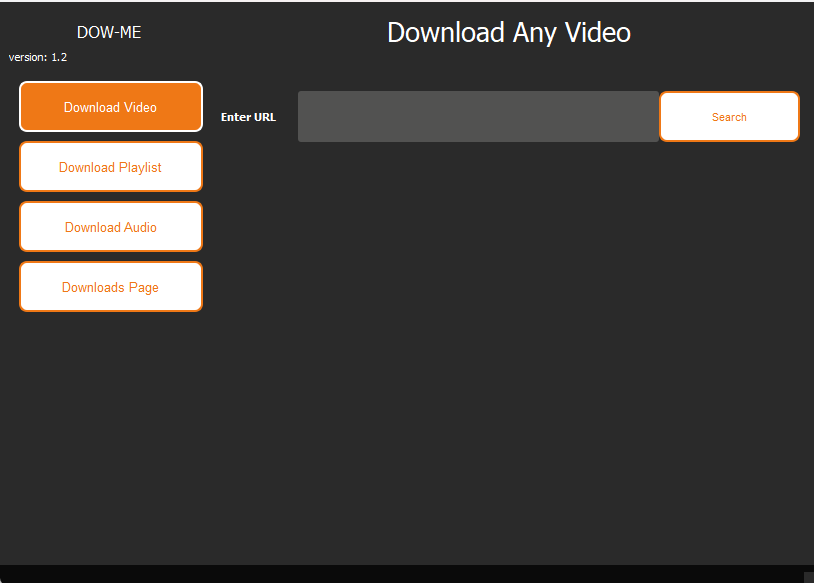 DOW-ME
version: 1.2
Download Any Video
Download Video
Download Playlist
Download Audio
Downloads Page
Enter URL
Search